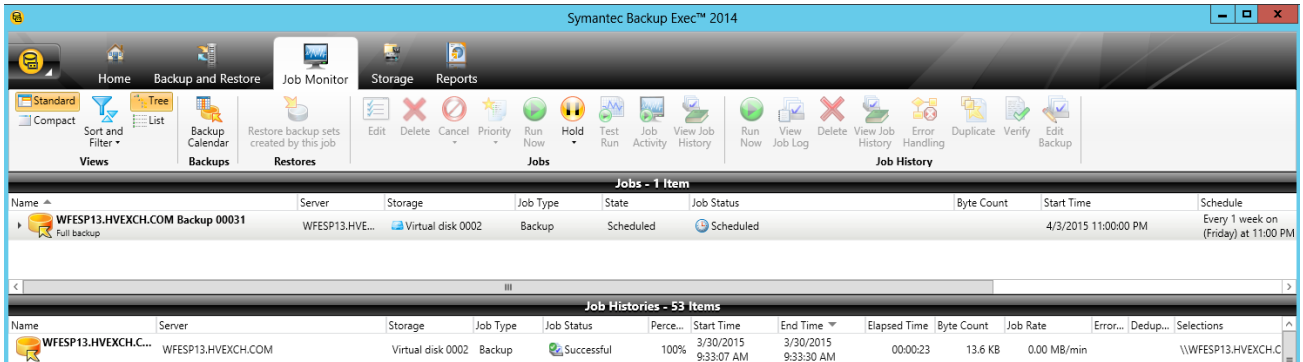 Symantec Backup Exec™ 2014
Home Backup and Restore Job Monitor Storage Reports
Standard Compact Sort and Filter Tree List Views
Backup Calendar Backups
Restore backup sets created by this job Restores
Edit Delete Cancel Priority Run Now Hold Test Run Job Activity View Job History Jobs
Run Now View Job Log Delete View Job History Error Handling Duplicate Verify Edit Backup Job History
Jobs - 1 Item
Name Server Storage Job Type State Job Status Byte Count Start Time Schedule
WFESP13.HVEXCH.COM Backup 00031 WFESP13.HVE... Virtual disk 0002 Backup Scheduled Scheduled 4/3/2015 11:00:00 PM Every 1 week on
Full backup (Friday) at 11:00 PM
Job Histories - 53 Items
Name Server Storage Job Type Job Status Perce... Start Time End Time Elapsed Time Byte Count Job Rate Error... Dedup... Selections
WFESP13.HVEXCH.C... WFESP13.HVEXCH.COM Virtual disk 0002 Backup Successful 100% 3/30/2015 3/30/2015 00:00:23 13.6 KB 0.00 MB/min \\WFESP13.HVEXCH.C
9:33:07 AM 9:33:30 AM